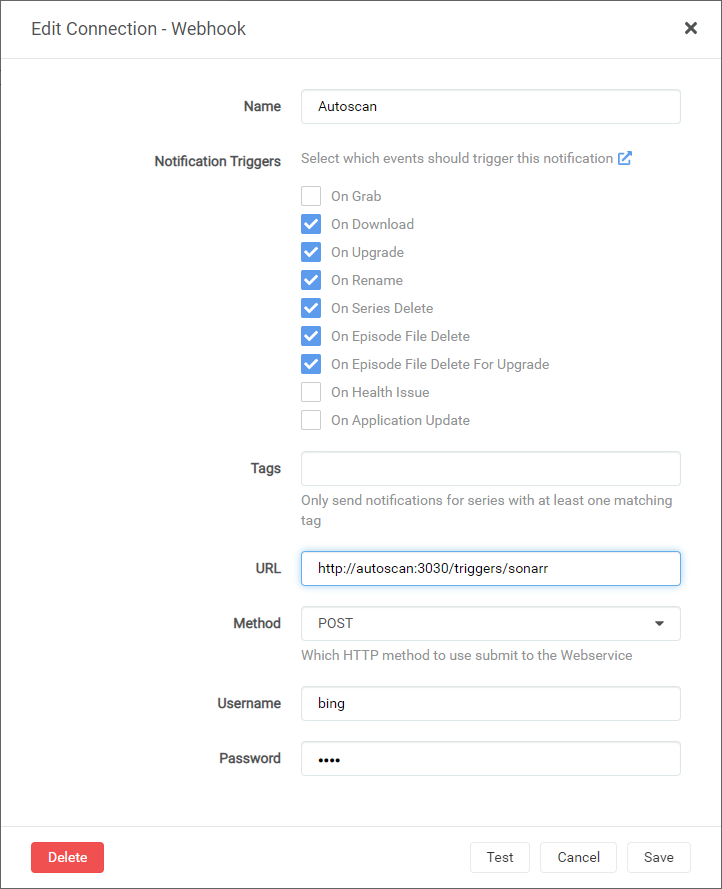 Edit Connection - Webhook
Name
Autoscan
Notification Triggers
Select which events should trigger this notification
On Grab
On Download
On Upgrade
On Rename
On Series Delete
On Episode File Delete
On Episode File Delete For Upgrade
On Health Issue
On Application Update
Tags
Only send notifications for series with at least one matching
tag
URL
http://autoscan:3030/triggers/sonarr
Method
POST
Which HTTP method to use submit to the Webservice
Username
bing
Password
••••
Delete
Test
Cancel
Save